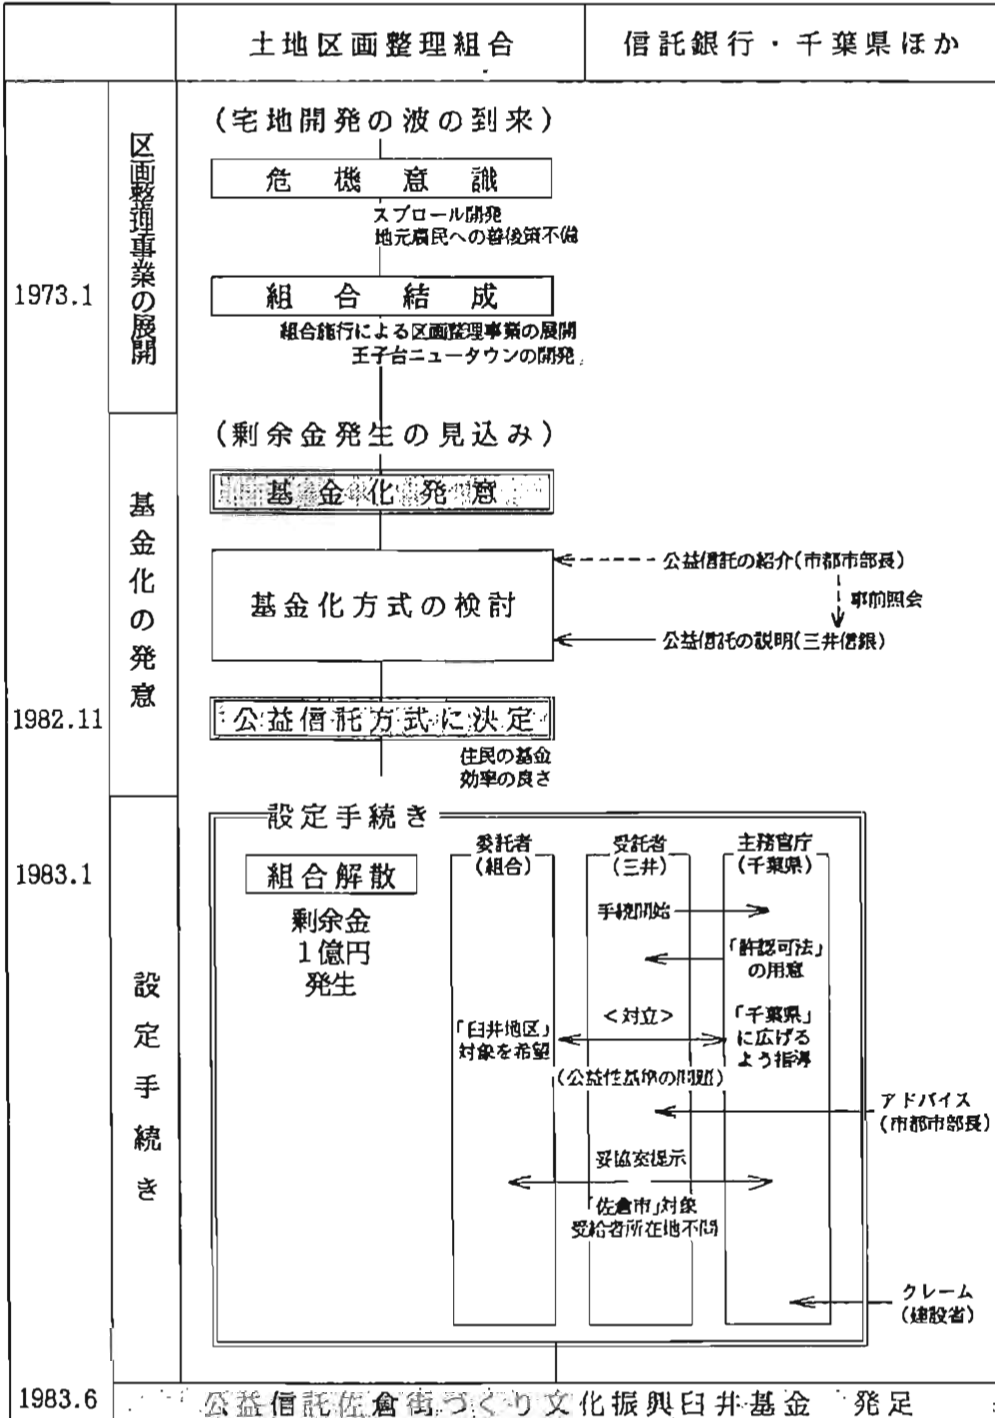 土地区画整理組合
信託銀行・千葉県ほか
区画整理事業の展開
(宅地開発の波の到来)
危機意識
スプロール開発
地元農民への善後策不備
1973.1
組合結成
組合施行による区画整理事業の展開
王子台ニュータウンの開発
基金化の発意
(剰余金発生の見込み)
基金化発意
基金化方式の検討
公益信託の紹介(市都市部長)
事前照会
公益信託の説明(三井信銀)
1982.11
公益信託方式に決定
住民の基金
効率の良さ
設定手続き
設定手続き
1983.1
組合解散
剰余金
1億円
発生
委託者
(組合)
受託者
(三井)
主務官庁
(千葉県)
手続開始
「許認可法」
の用意
<対立>
「臼井地区」
対象を希望
「千葉県」
に広げる
よう指導
(公益性基準の問題)
アドバイス
(市都市部長)
妥協案提示
「佐倉市」対象
受給者所在地不問
クレーム
(建設省)
1983.6
公益信託佐倉街づくり文化振興臼井基金 発足